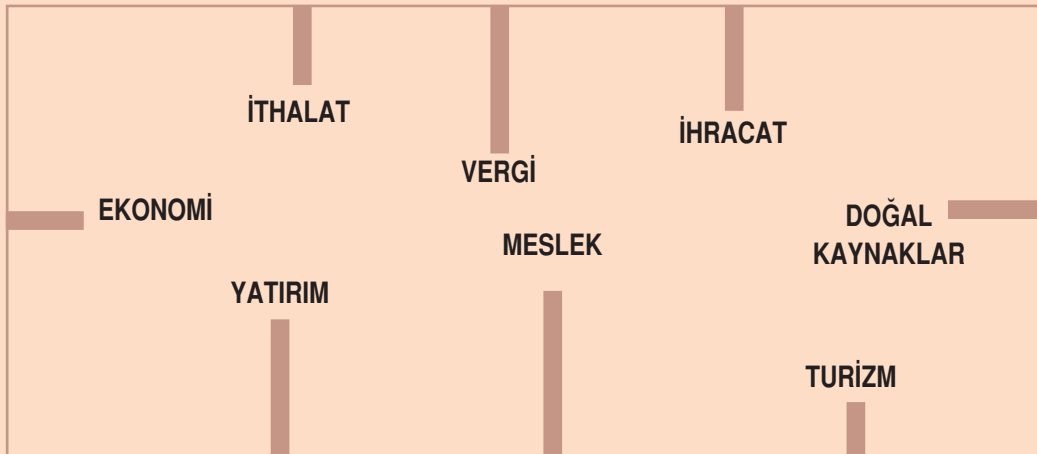 İTHALAT
İHRACAT
VERGİ
EKONOMİ
DOĞAL
KAYNAKLAR
MESLEK
YATIRIM
TURİZM